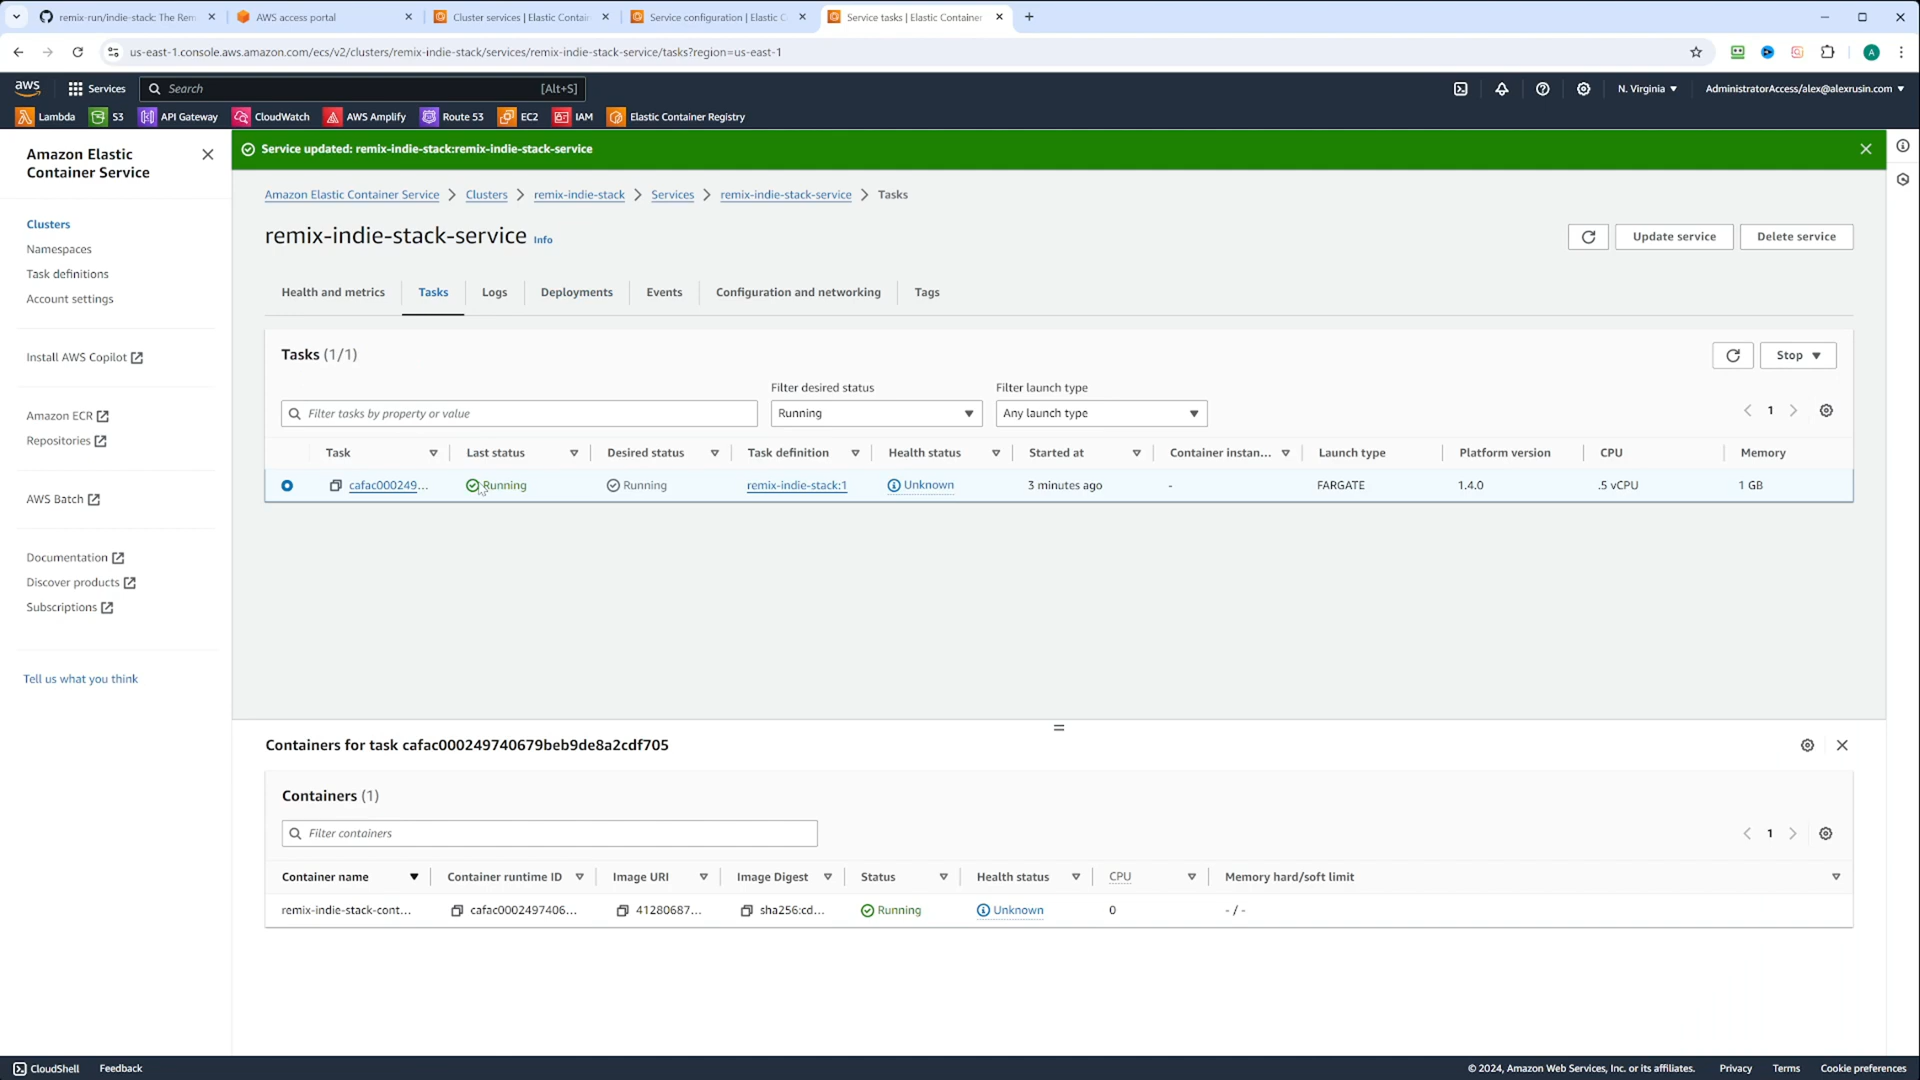 remix-run/indie-stack: The Rem
AWS access portal
Cluster services | Elastic Contain
Service configuration | Elastic C
Service tasks | Elastic Container
us-east-1.console.aws.amazon.com/ecs/v2/clusters/remix-indie-stack/services/remix-indie-stack-service/tasks?region=us-east-1
A
aws
Services
Search
[Alt+S]
N. Virginia
AdministratorAccess/alex@alexrusin.com
Lambda
S3
API Gateway
CloudWatch
AWS Amplify
Route 53
EC2
IAM
Elastic Container Registry
Amazon Elastic
Container Service
Clusters
Namespaces
Task definitions
Account settings
Install AWS Copilot
Amazon ECR
Repositories
AWS Batch
Documentation
Discover products
Subscriptions
Tell us what you think
Service updated: remix-indie-stack:remix-indie-stack-service
Amazon Elastic Container Service
Clusters
remix-indie-stack
Services
remix-indie-stack-service
Tasks
remix-indie-stack-service Info
Update service
Delete service
Health and metrics
Tasks
Logs
Deployments
Events
Configuration and networking
Tags
Tasks (1/1)
Stop
Filter desired status
Filter launch type
Filter tasks by property or value
Running
Any launch type
1
Task
Last status
Desired status
Task definition
Health status
Started at
Container instan...
Launch type
Platform version
CPU
Memory
cafac000249...
Running
Running
remix-indie-stack:1
Unknown
3 minutes ago
-
FARGATE
1.4.0
.5 vCPU
1 GB
Containers for task cafac000249740679beb9de8a2cdf705
Containers (1)
Filter containers
1
Container name
Container runtime ID
Image URI
Image Digest
Status
Health status
CPU
Memory hard/soft limit
remix-indie-stack-cont...
cafac0002497406...
41280687...
sha256:cd...
Running
Unknown
0
- / -
CloudShell
Feedback
© 2024, Amazon Web Services, Inc. or its affiliates.
Privacy
Terms
Cookie preferences